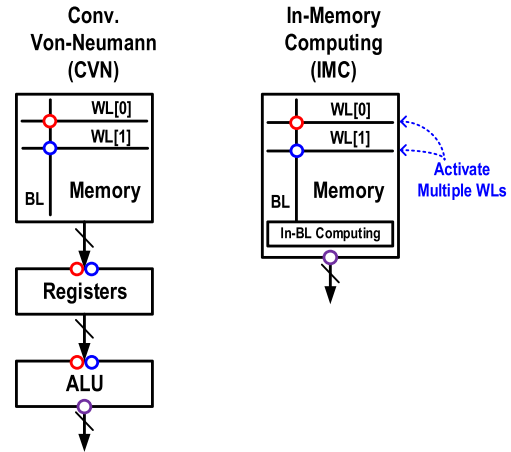 Conv.
Von-Neumann
(CVN)
WL[0]
WL[1]
BL
Memory
Registers
ALU
In-Memory
Computing
(IMC)
WL[0]
WL[1]
BL
Memory
In-BL Computing
Activate
Multiple WLs